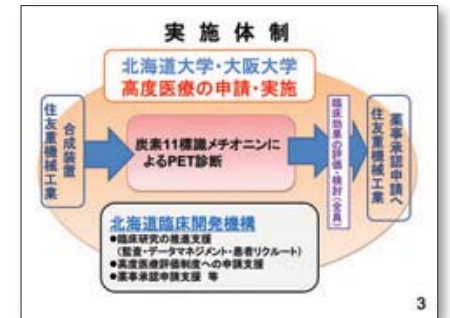 実施体制
北海道大学・大阪大学
高度医療の申請・実施
住友重機械工業
合成装置
炭素11標識メチオニンに
よるPET診断
臨床効果の評価・検討(全員)
薬事承認申請へ
住友重機械工業
北海道臨床開発機構
●臨床研究の推進支援
(監査・データマネジメント・患者リクルート)
●高度医療評価制度への申請支援
●薬事承認申請支援 等
3